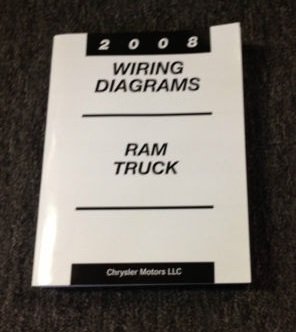 2008
WIRING
DIAGRAMS
RAM
TRUCK
Chrysler Motors LLC